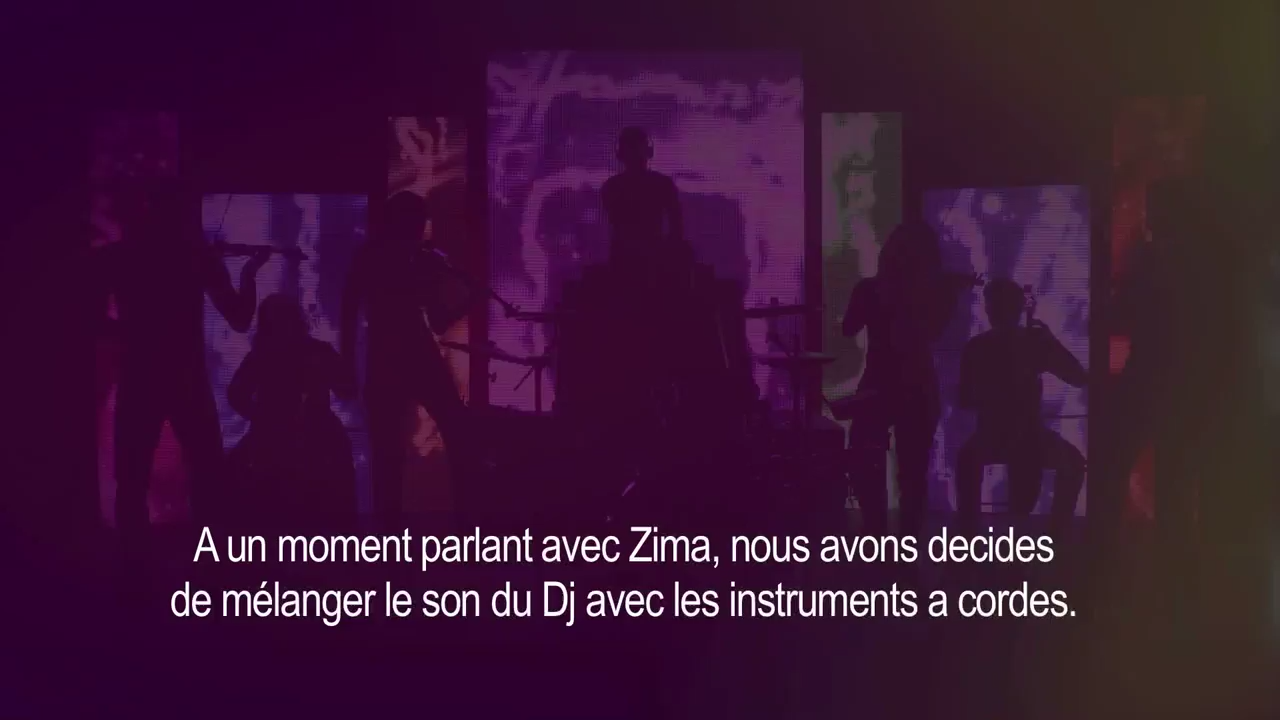 A un moment parlant avec Zima, nous avons decides
de mélanger le son du Dj avec les instruments a cordes.